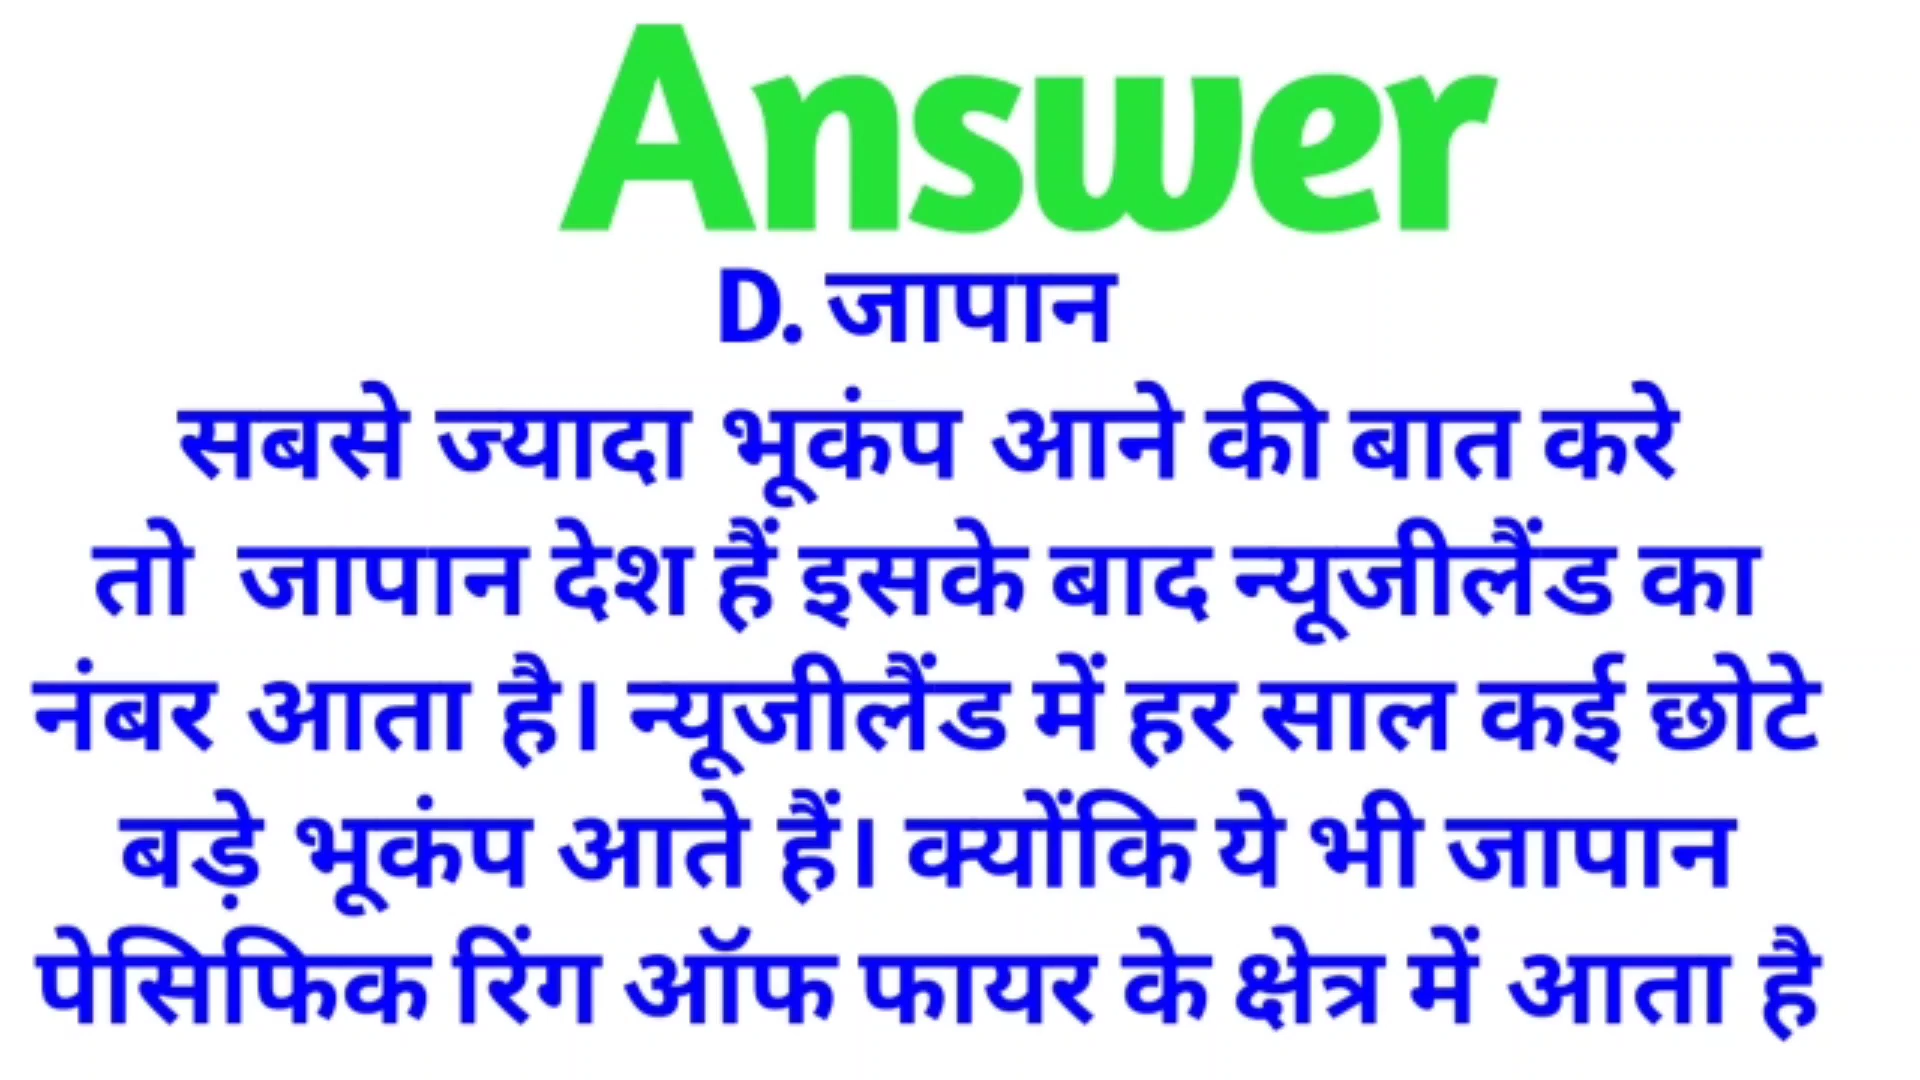 Answer
D. जापान
सबसे ज्यादा भूकंप आने की बात करे
तो जापान देश हैं इसके बाद न्यूजीलैंड का
नंबर आता है। न्यूजीलैंड में हर साल कई छोटे
बड़े भूकंप आते हैं। क्योंकि ये भी जापान
पेसिफिक रिंग ऑफ फायर के क्षेत्र में आता है